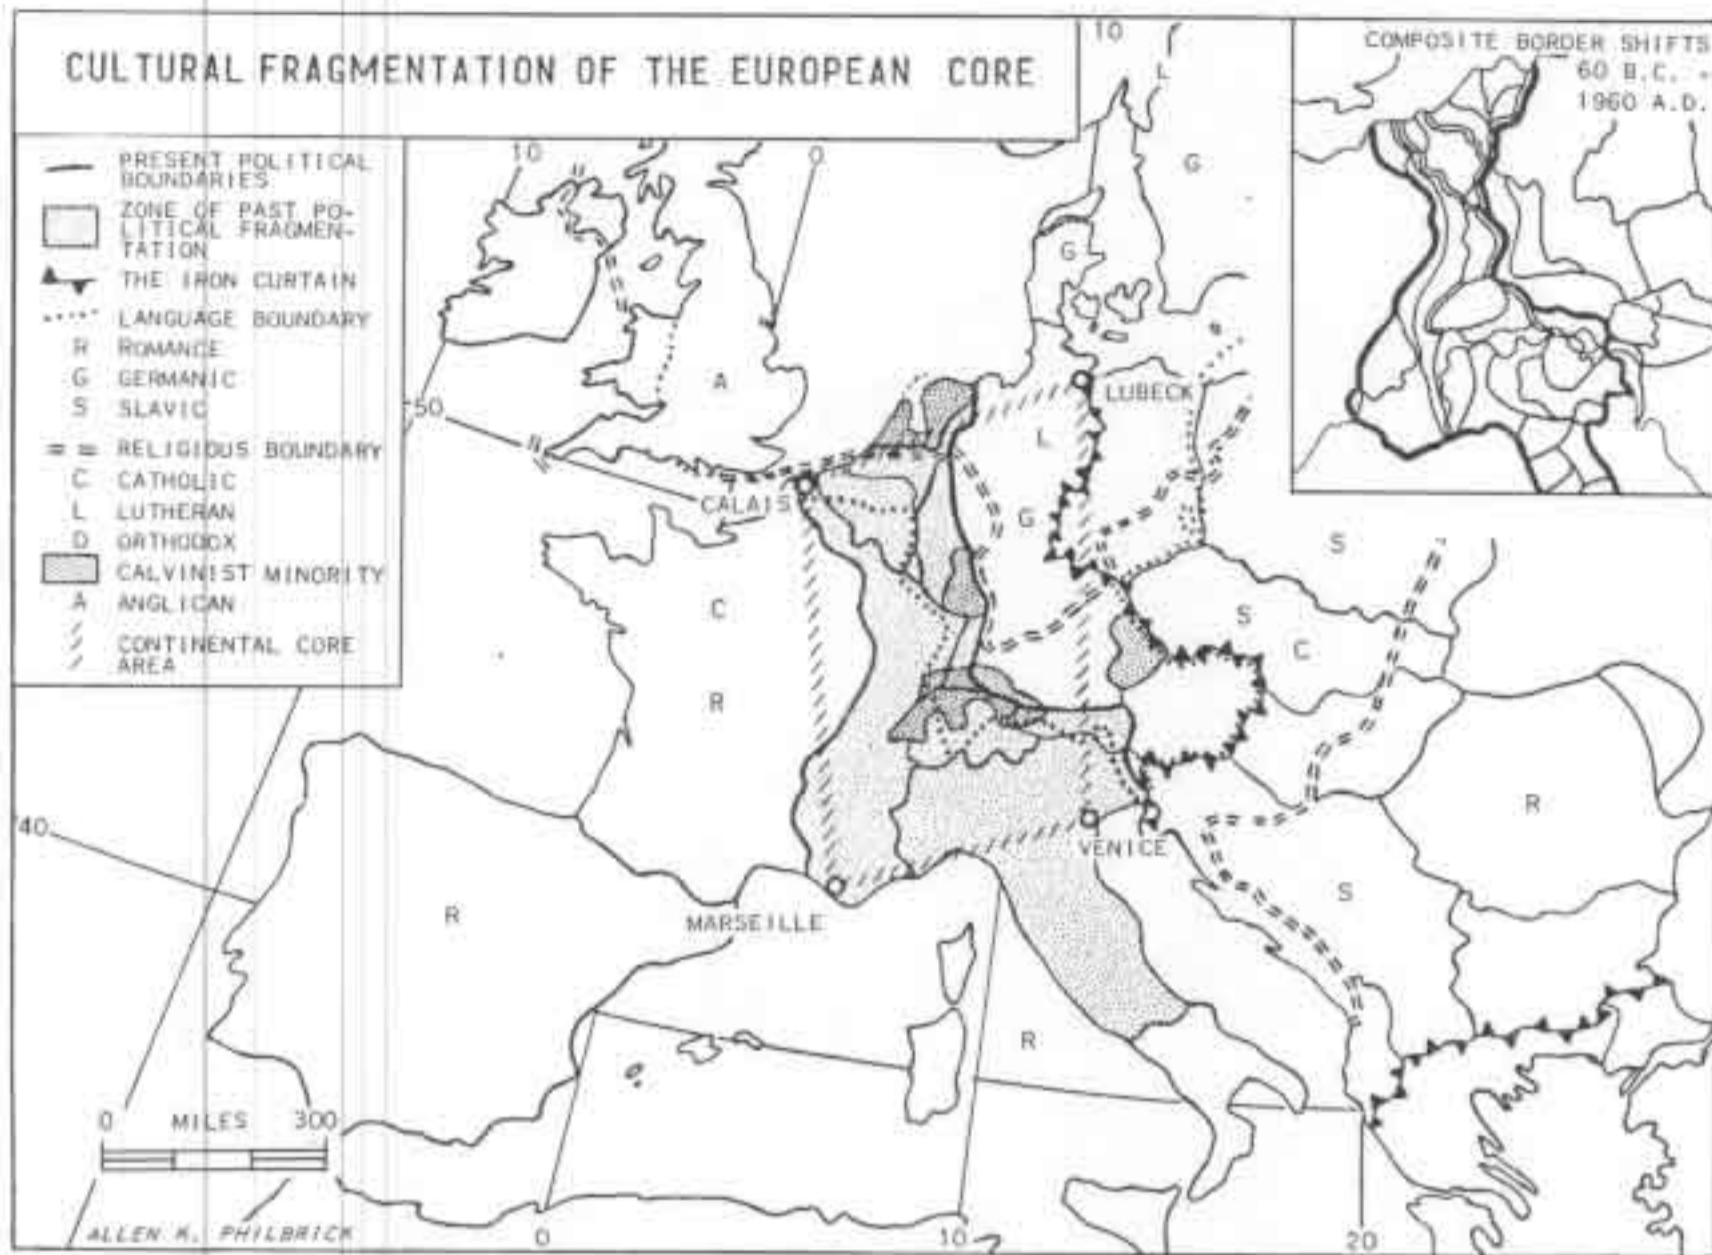 CULTURAL FRAGMENTATION OF THE EUROPEAN CORE
COMPOSITE BORDER SHIFTS
60 B.C. -
1960 A.D.
PRESENT POLITICAL
BOUNDARIES
ZONE OF PAST PO-
LITICAL FRAGMEN-
TATION
THE IRON CURTAIN
LANGUAGE BOUNDARY
R ROMANCE
G GERMANIC
S SLAVIC
RELIGIOUS BOUNDARY
C CATHOLIC
L LUTHERAN
O ORTHODOX
CALVINIST MINORITY
A ANGLICAN
CONTINENTAL CORE
AREA
10
0
10
L
G
G
A
50
LUBECK
L
CALAIS
G
S
C
S
C
R
R
40
VENICE
R
MARSEILLE
S
R
0 MILES 300
ALLEN K. PHILBRICK
0
10
20